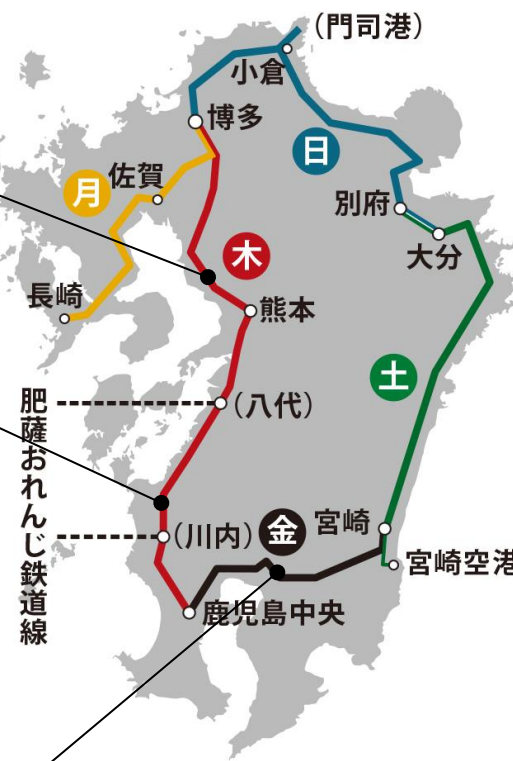 (門司港)
小倉
博多
日
佐賀
月
別府
木
大分
長崎
熊本
土
(八代)
肥薩おれんじ鉄道線
金
宮崎
(川内)
宮崎空港
鹿児島中央